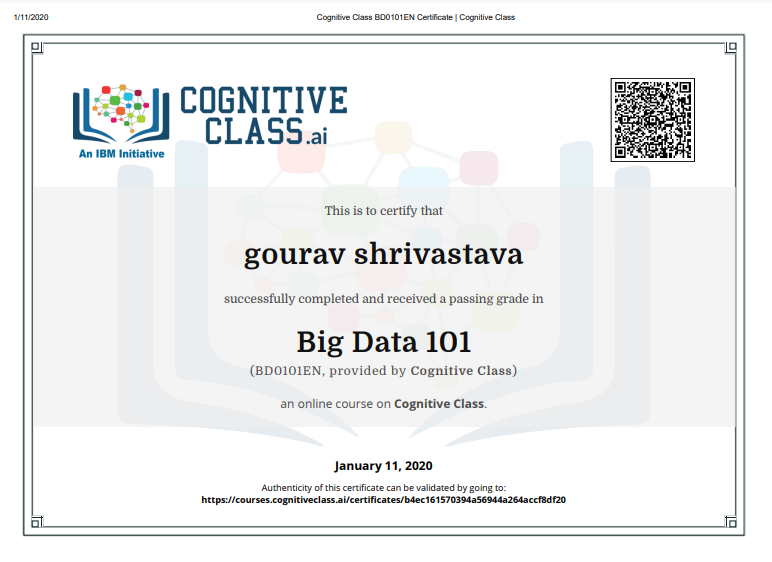 1/11/2020
Cognitive Class BD0101EN Certificate | Cognitive Class
COGNITIVE
CLASS.ai
An IBM Initiative
This is to certify that
gourav shrivastava
successfully completed and received a passing grade in
Big Data 101
(BD0101EN, provided by Cognitive Class)
an online course on Cognitive Class.
January 11, 2020
Authenticity of this certificate can be validated by going to:
https://courses.cognitiveclass.ai/certificates/b4ec161570394a56944a264accf8df20